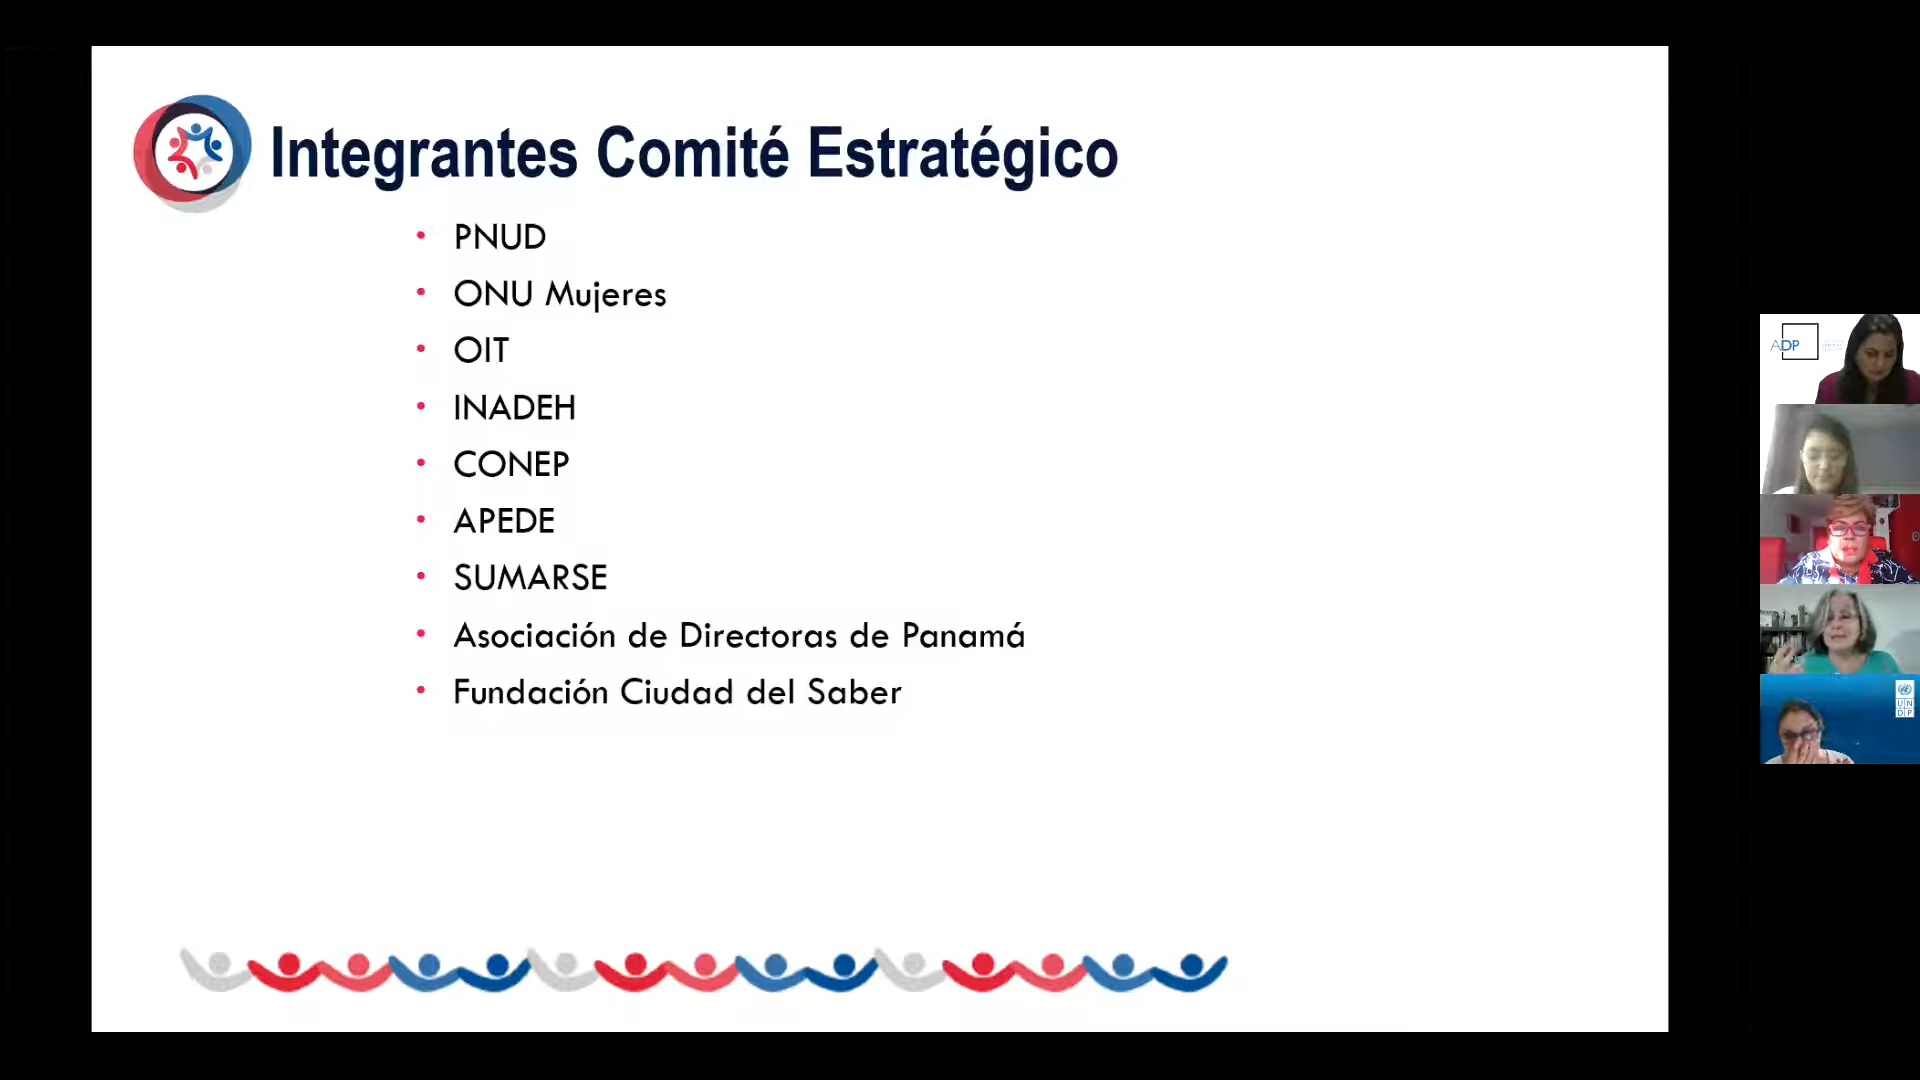 Integrantes Comité Estratégico
• PNUD
• ONU Mujeres
• OIT
• INADEH
• CONEP
• APEDE
• SUMARSE
• Asociación de Directoras de Panamá
• Fundación Ciudad del Saber
ADP
U N
D P